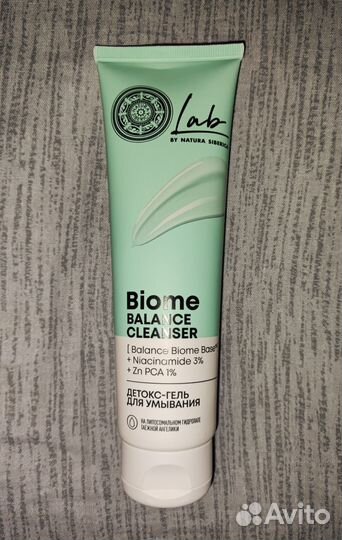 Lab
BY NATURA SIBERICA
Biome
BALANCE
CLEANSER
[ Balance Biome Base
+ Niacinamide 3%
+ Zn PCA 1%
ДЕТОКС-ГЕЛЬ
ДЛЯ УМЫВАНИЯ
НА ЛИПОСОМАЛЬНОМ ГИДРОЛАТЕ
ТАЕЖНОЙ АНГЕЛИКИ
Avito